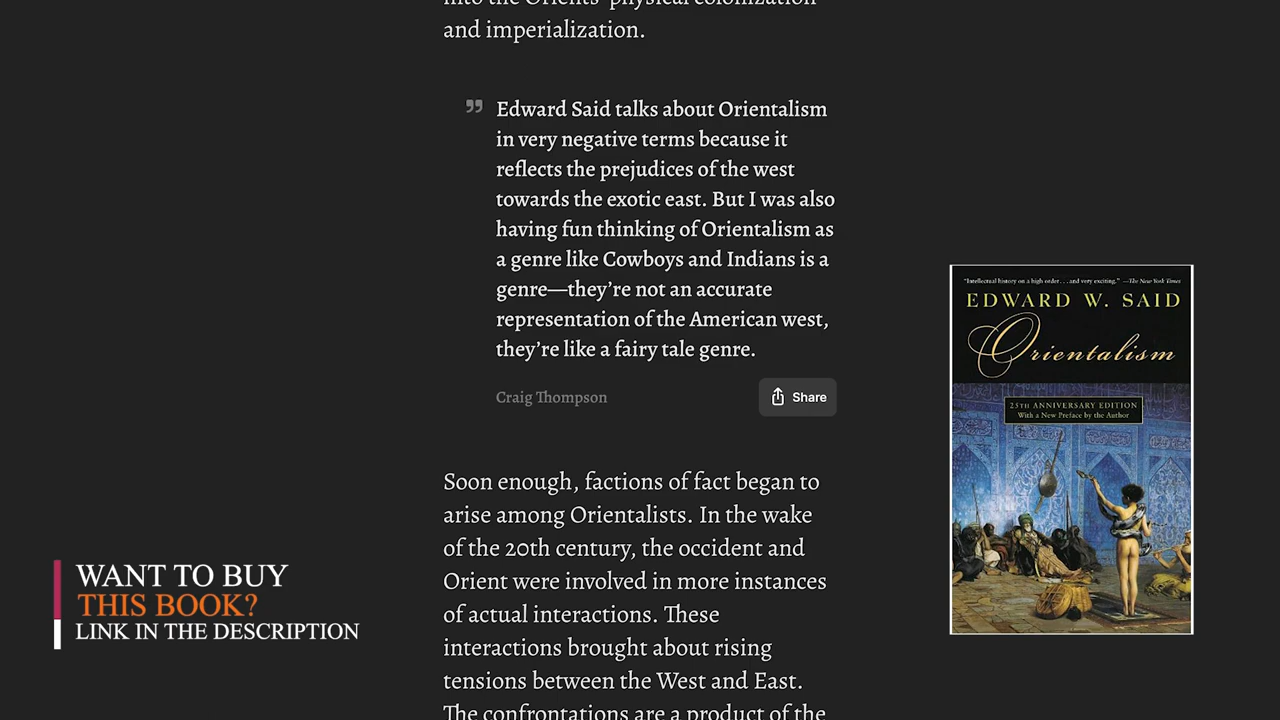 and imperialization.
Edward Said talks about Orientalism
in very negative terms because it
reflects the prejudices of the west
towards the exotic east. But I was also
having fun thinking of Orientalism as
a genre like Cowboys and Indians is a
genre—they’re not an accurate
representation of the American west,
they’re like a fairy tale genre.
Craig Thompson
Share
Soon enough, factions of fact began to
arise among Orientalists. In the wake
of the 20th century, the occident and
Orient were involved in more instances
of actual interactions. These
interactions brought about rising
tensions between the West and East.
The confrontations are a product of the
"Intellectual history on a high order . . . and very exciting." —The New York Times
EDWARD W. SAID
Orientalism
25TH ANNIVERSARY EDITION
With a New Preface by the Author
WANT TO BUY
THIS BOOK?
LINK IN THE DESCRIPTION